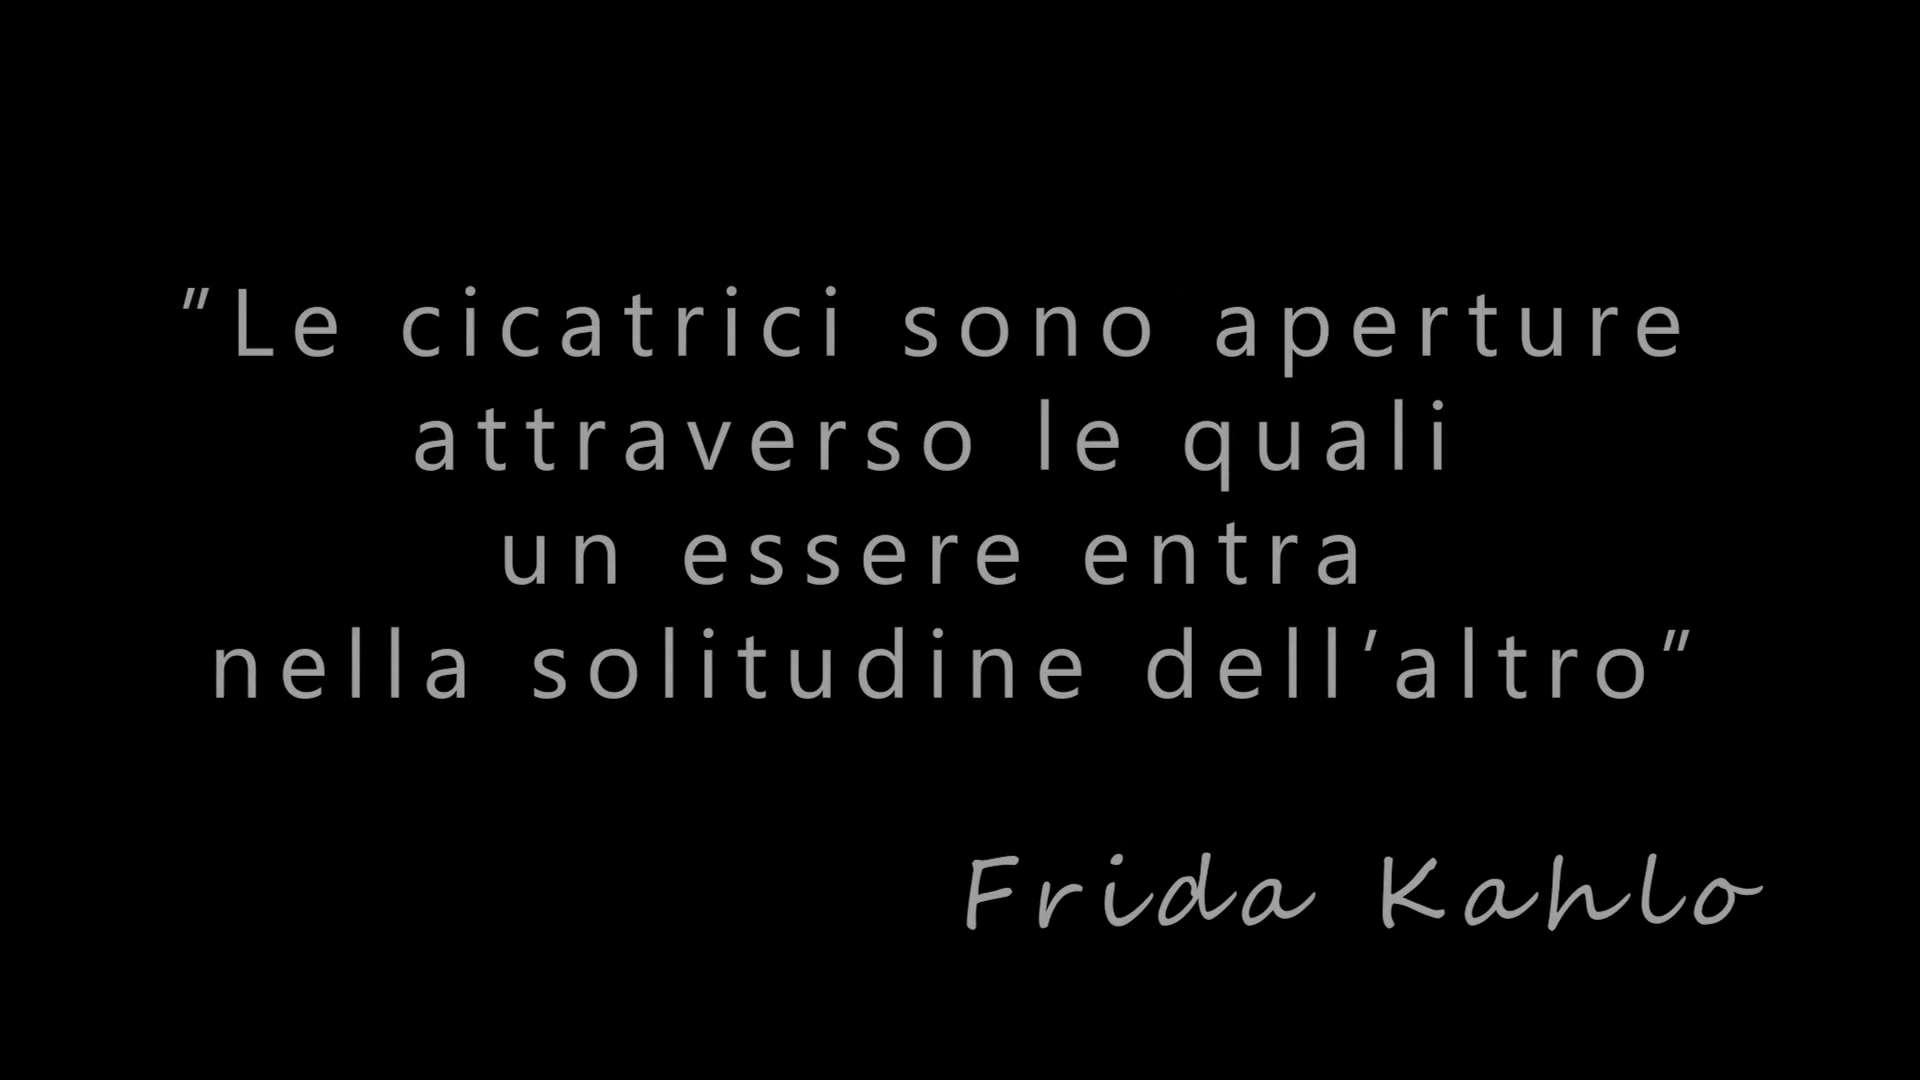 "Le cicatrici sono aperture
attraverso le quali
un essere entra
nella solitudine dell'altro"
Frida Kahlo